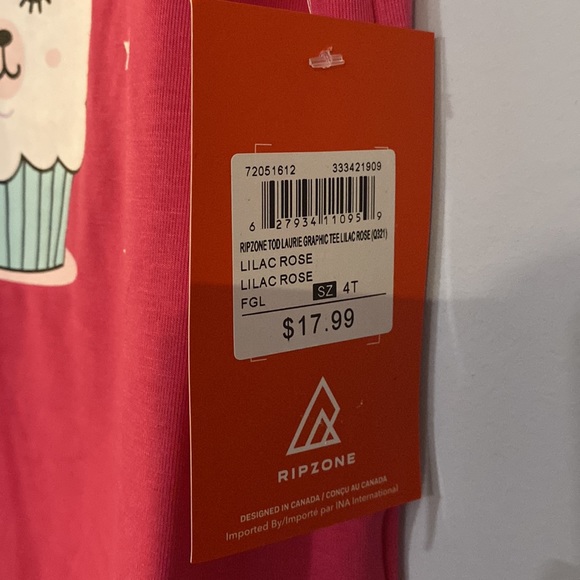 72051612 333421909
6 27934 11095 9
RIPZONE TOD LAURIE GRAPHIC TEE LILAC ROSE (Q321)
LILAC ROSE
LILAC ROSE
FGL SZ 4T
$17.99
RIPZONE
DESIGNED IN CANADA / CONÇU AU CANADA
Imported By/Importé par INA International